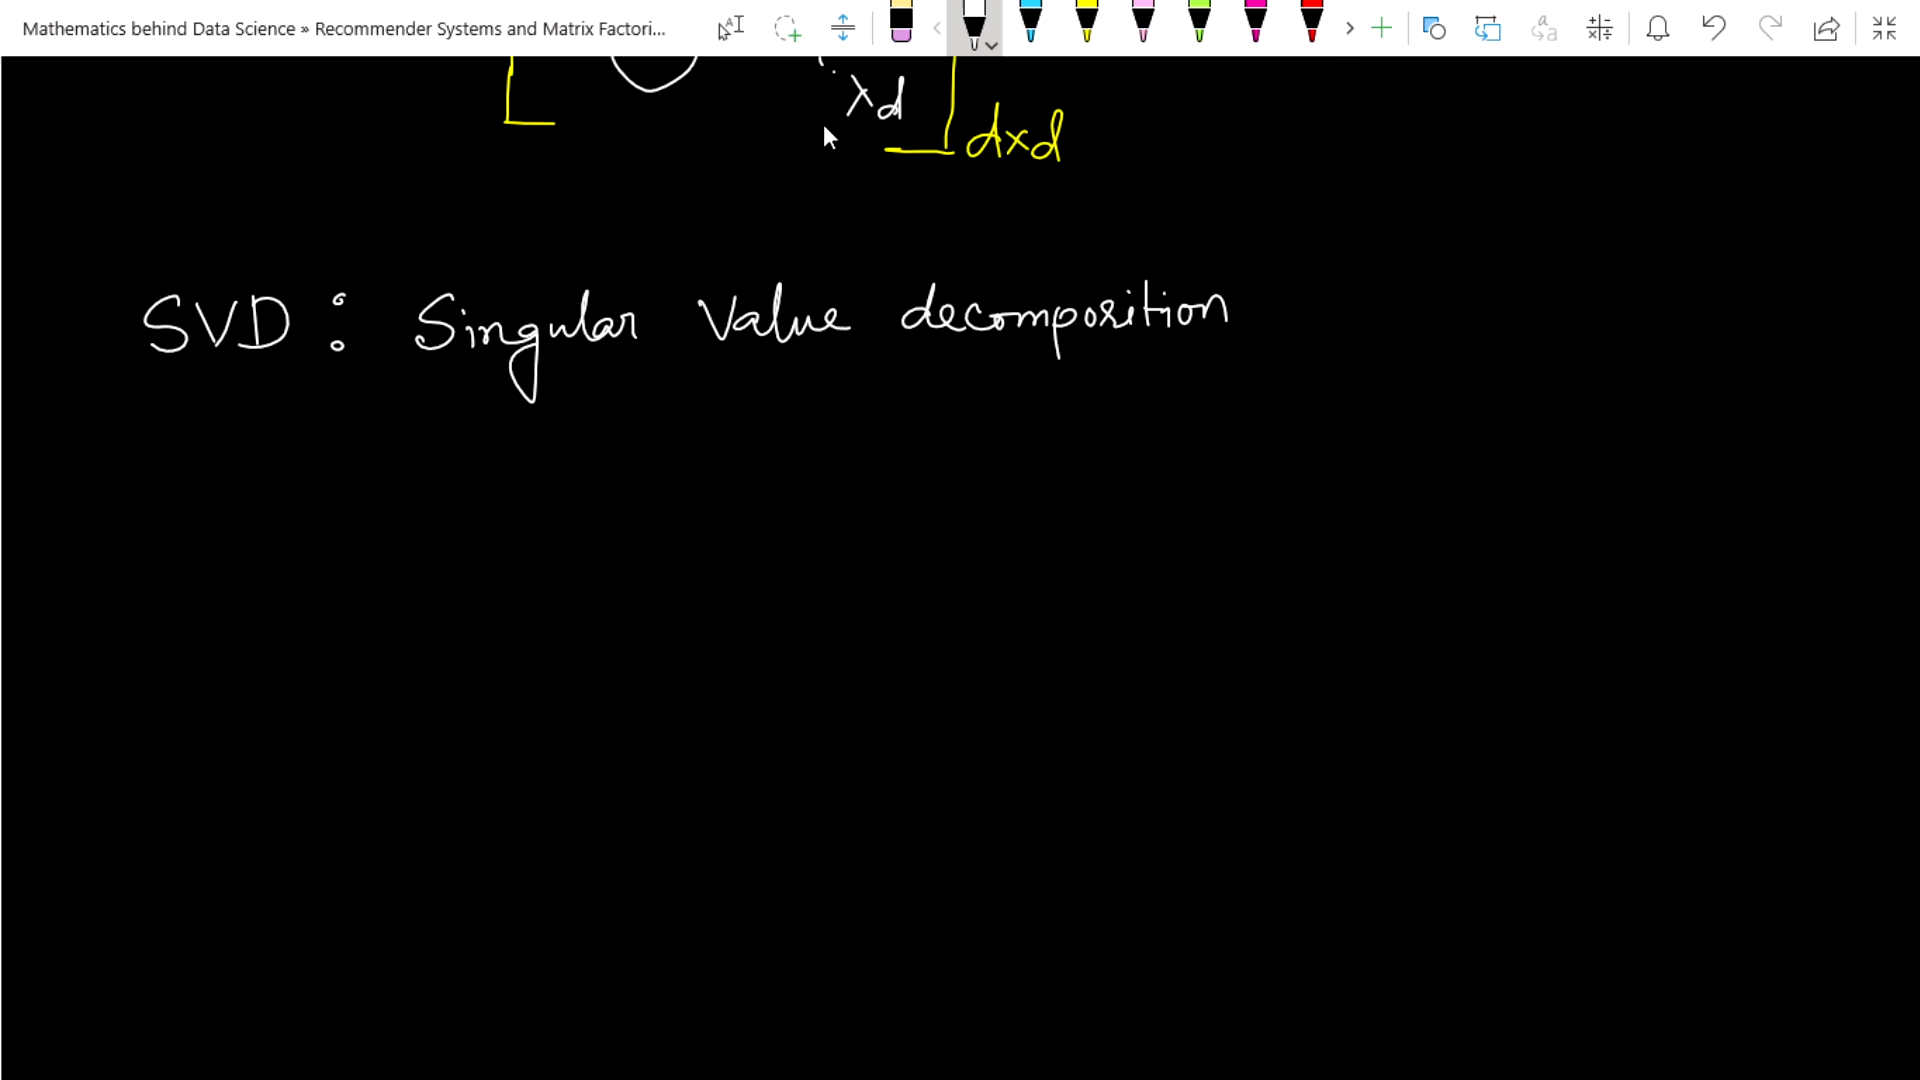 Mathematics behind Data Science » Recommender Systems and Matrix Factori...
λd
dxd
SVD : Singular Value decomposition